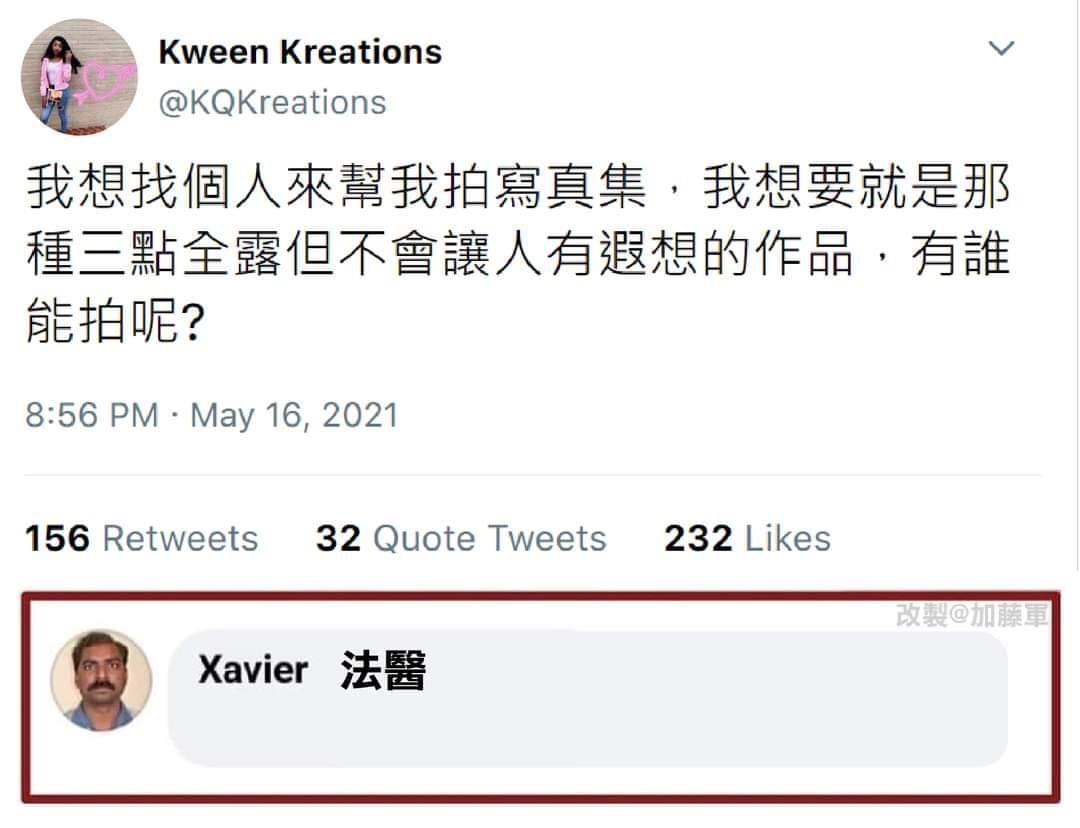 Kween Kreations
@KQKreations
我想找個人來幫我拍寫真集，我想要就是那
種三點全露但不會讓人有遐想的作品，有誰
能拍呢?
8:56 PM · May 16, 2021
156 Retweets 32 Quote Tweets 232 Likes
改製@加藤軍
Xavier 法醫